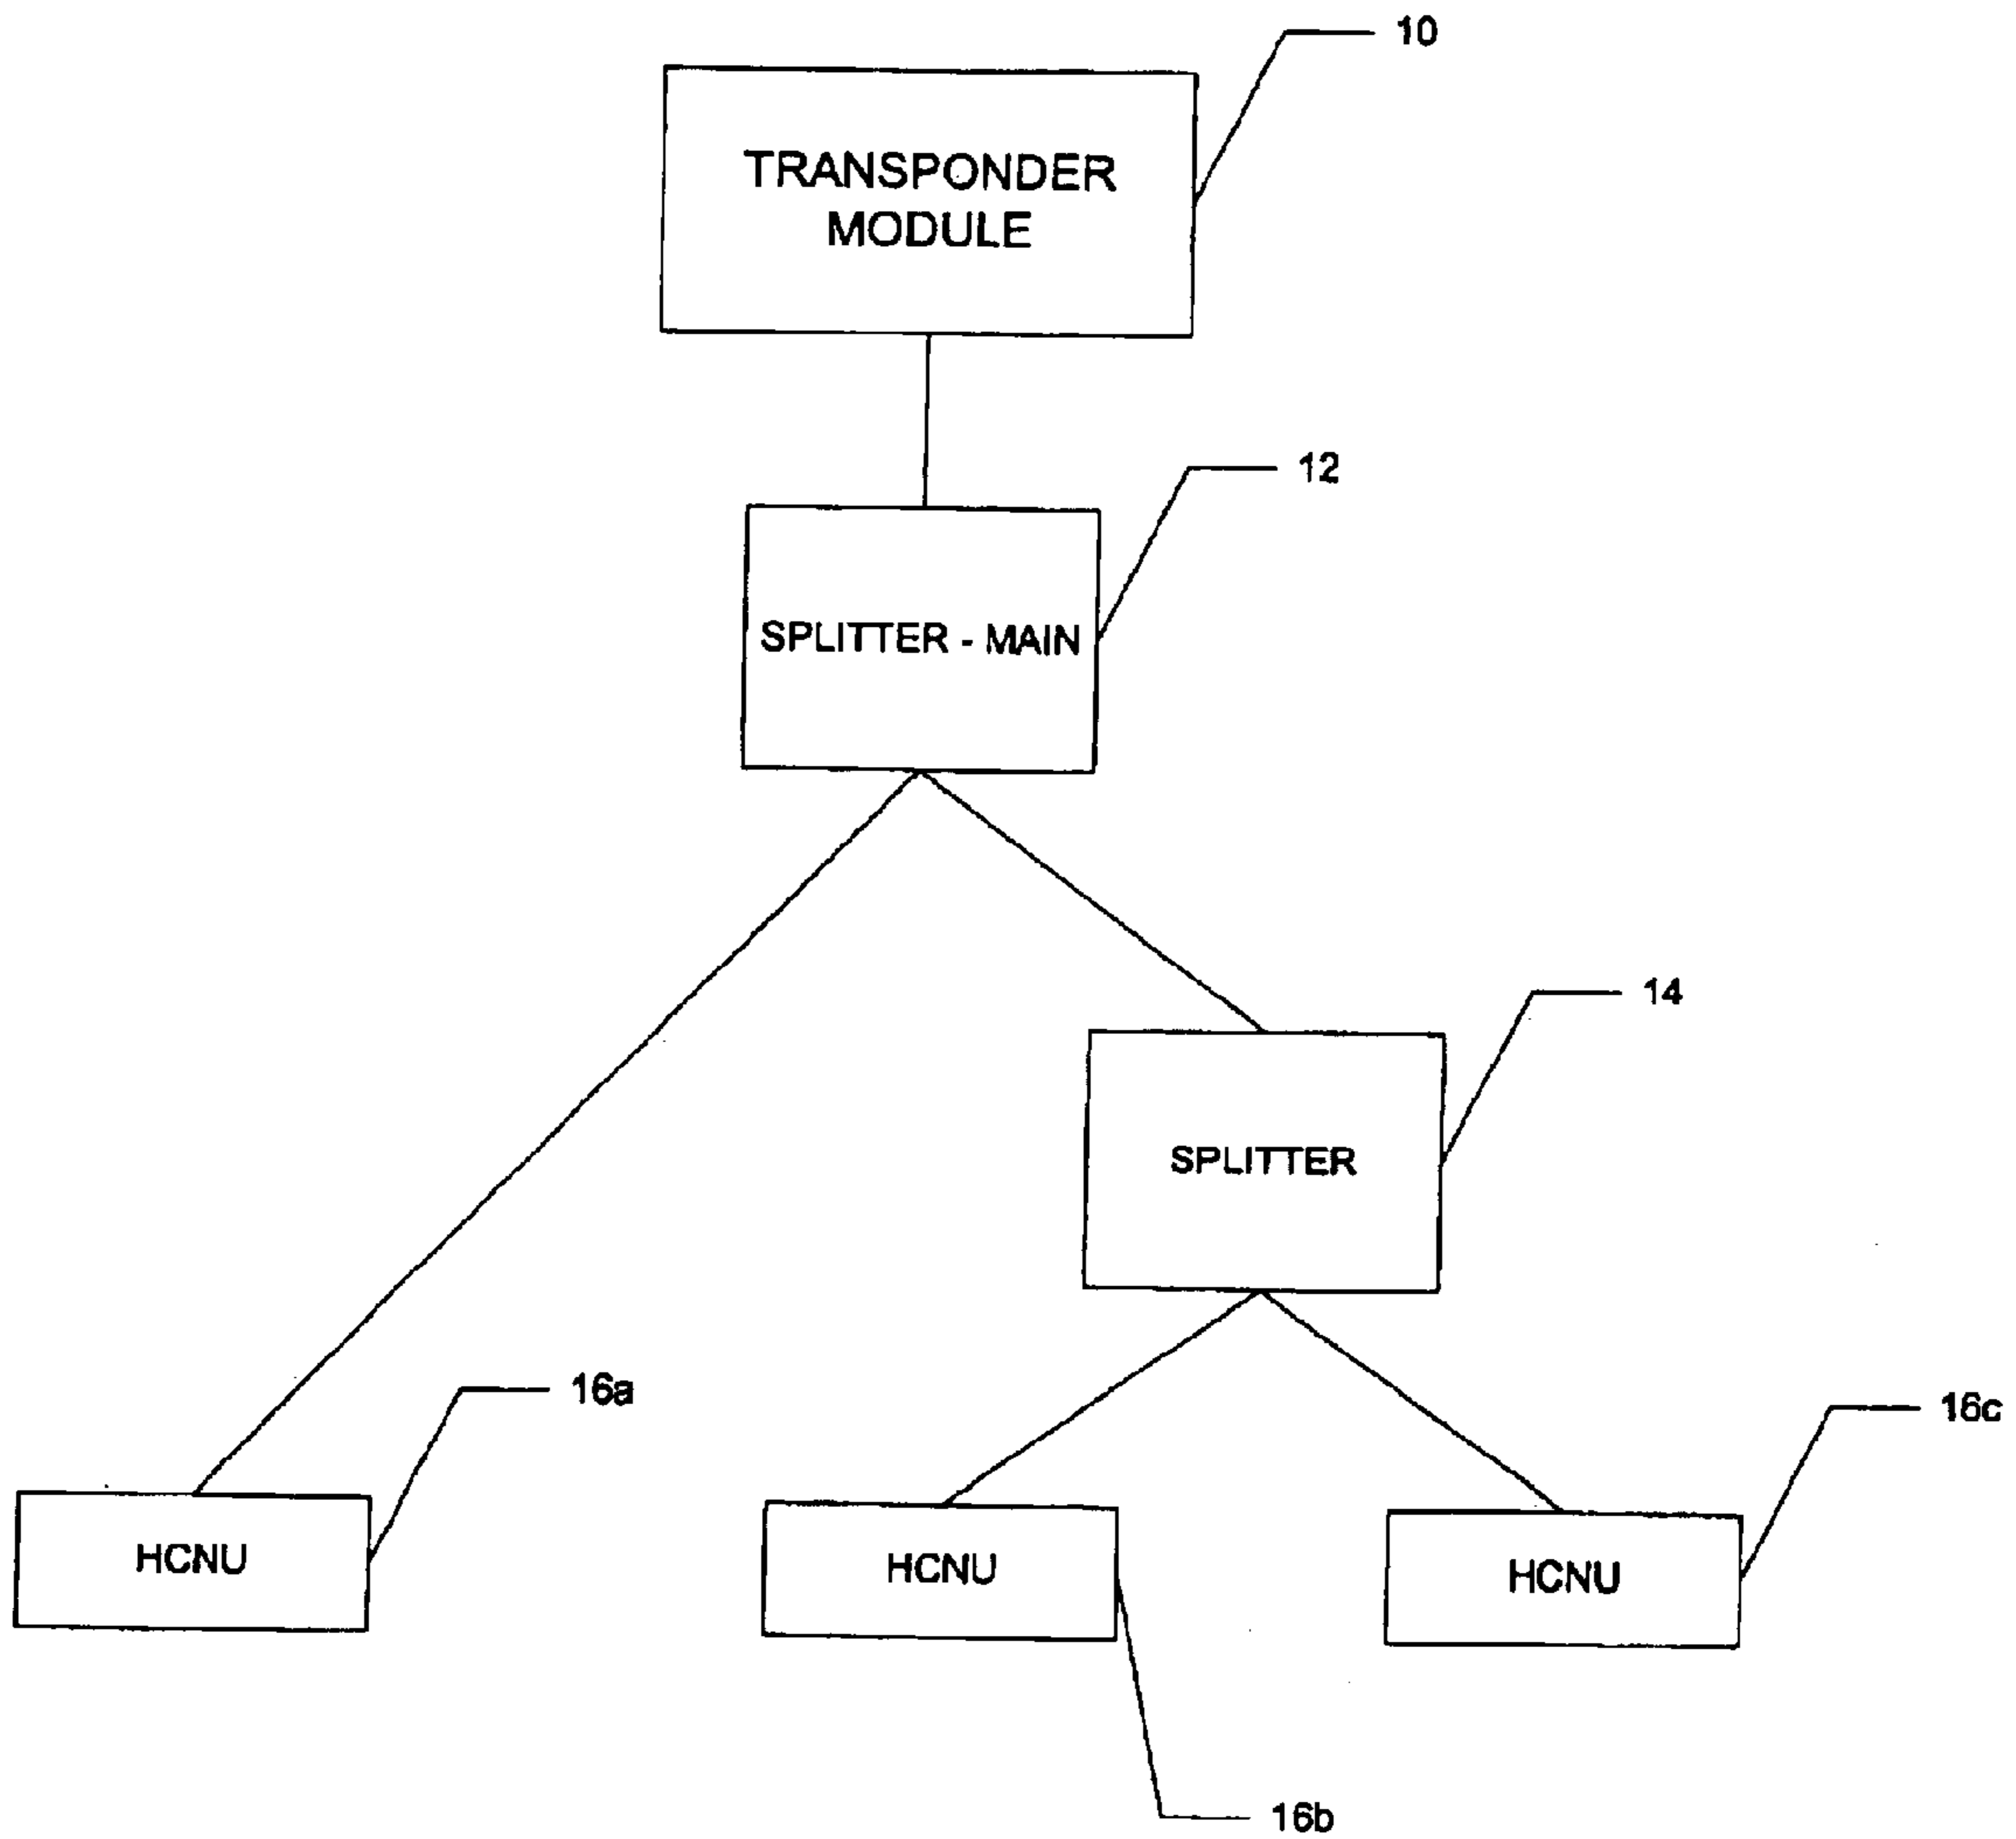 10
TRANSPONDER
MODULE
12
SPLITTER - MAIN
14
SPLITTER
16a
16c
HCNU
HCNU
HCNU
16b